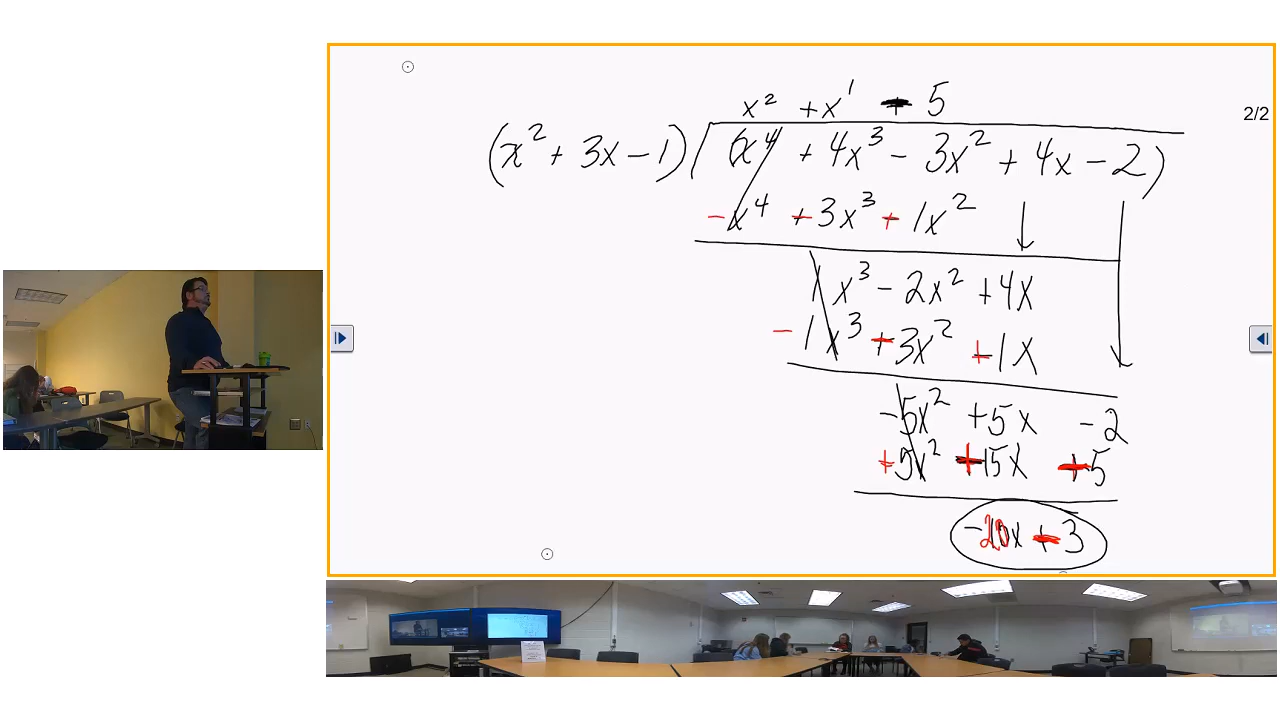 2/2
x² + x¹ - 5
(x² + 3x - 1) (x⁴ + 4x³ - 3x² + 4x - 2)
- x⁴ - 3x³ + 1x²
1x³ - 2x² + 4x
- 1x³ - 3x² + 1x
-5x² + 5x - 2
+ 5x² + 15x - 5
-20x - 3